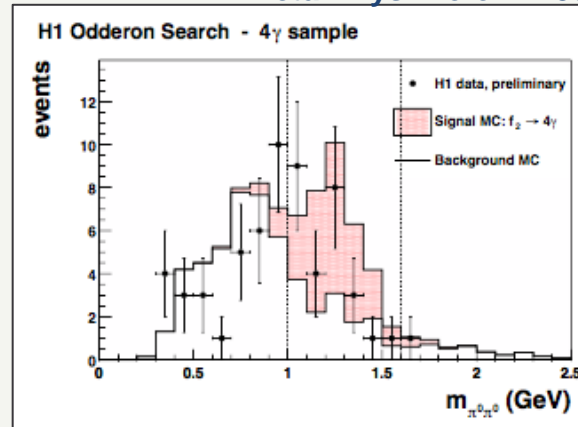 H1 Odderon Search - 4γ sample
events
H1 data, preliminary
Signal MC: f₂ → 4γ
Background MC
12
10
8
6
4
2
0
0 0.5 1 1.5 2 2.5
m_π⁰π⁰ (GeV)